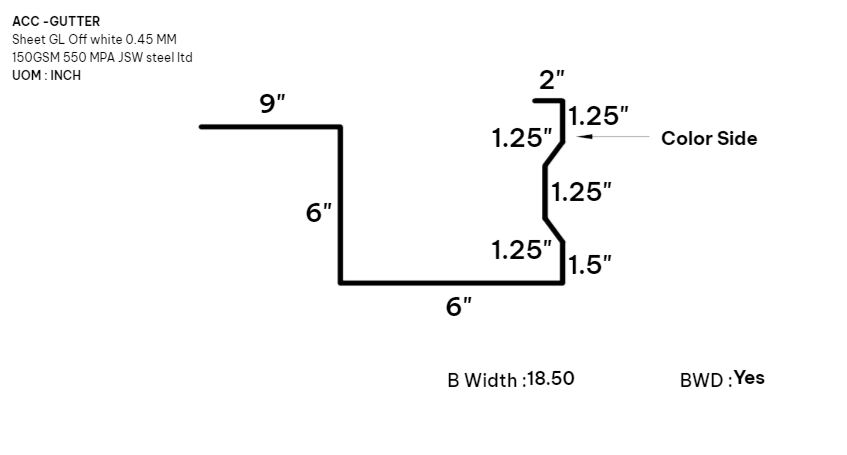 ACC -GUTTER
Sheet GL Off white 0.45 MM
150GSM 550 MPA JSW steel ltd
UOM : INCH
9"
2"
1.25"
1.25"
Color Side
1.25"
6"
1.25"
1.5"
6"
B Width :18.50
BWD :Yes